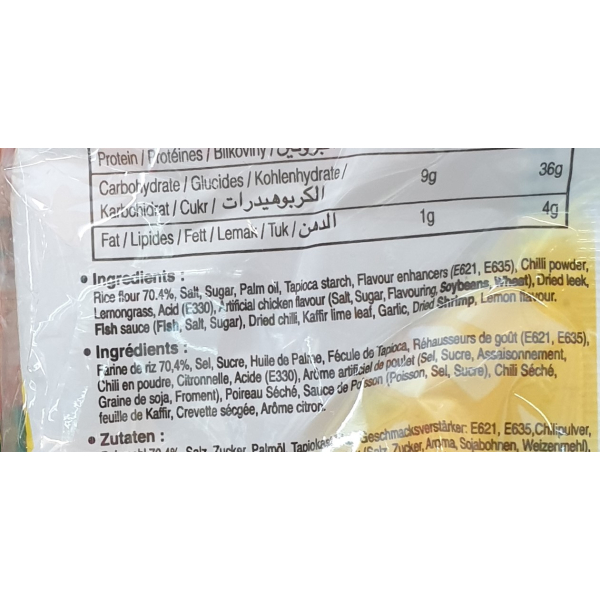 Protein / Protéines / Bílkoviny /
Carbohydrate / Glucides / Kohlenhydrate / 9g 36g
Karbohidrat / Cukr / الكربوهيدرات
Fat / Lipides / Fett / Lemak / Tuk / الدهن 1g 4g
• Ingredients :
Rice flour 70.4%, Salt, Sugar, Palm oil, Tapioca starch, Flavour enhancers (E621, E635), Chilli powder,
Lemongrass, Acid (E330), Artificial chicken flavour (Salt, Sugar, Flavouring, Soybeans, Wheat), Dried leek,
Fish sauce (Fish, Salt, Sugar), Dried chili, Kaffir lime leaf, Garlic, Dried Shrimp, Lemon flavour.
• Ingrédients :
Farine de riz 70,4%, Sel, Sucre, Huile de Palme, Fécule de Tapioca, Réhausseurs de goût (E621, E635),
Chili en poudre, Citronnelle, Acide (E330), Arôme artificiel de poulet (Sel, Sucre, Assaisonnement,
Graine de soja, Froment), Poireau Séché, Sauce de Poisson (Poisson, Sel, Sucre), Chili Séché,
feuille de Kaffir, Crevette sécgée, Arôme citron.
• Zutaten :
70,4%, Salz, Zucker, Palmöl, Geschmacksverstärker: E621, E635, Chilipulver,
(Salz, Zucker, Aroma, Sojabohnen, Weizenmehl),